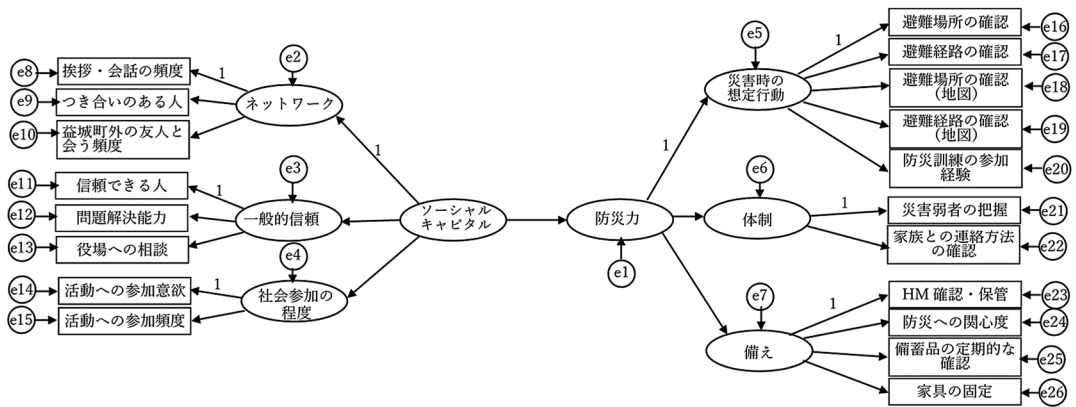 e2
e8
挨拶・会話の頻度
1
ネットワーク
e9
つき合いのある人
e10
益城町外の友人と
会う頻度
1
e3
e11
信頼できる人
1
一般的信頼
e12
問題解決能力
e13
役場への相談
e4
e14
活動への参加意欲
1
社会参加の
程度
e15
活動への参加頻度
ソーシャル
キャピタル
防災力
e1
1
e5
災害時の
想定行動
1
避難場所の確認
e16
避難経路の確認
e17
避難場所の確認
（地図）
e18
避難経路の確認
（地図）
e19
防災訓練の参加
経験
e20
e6
体制
1
災害弱者の把握
e21
家族との連絡方法
の確認
e22
e7
備え
1
HM 確認・保管
e23
防災への関心度
e24
備蓄品の定期的な
確認
e25
家具の固定
e26